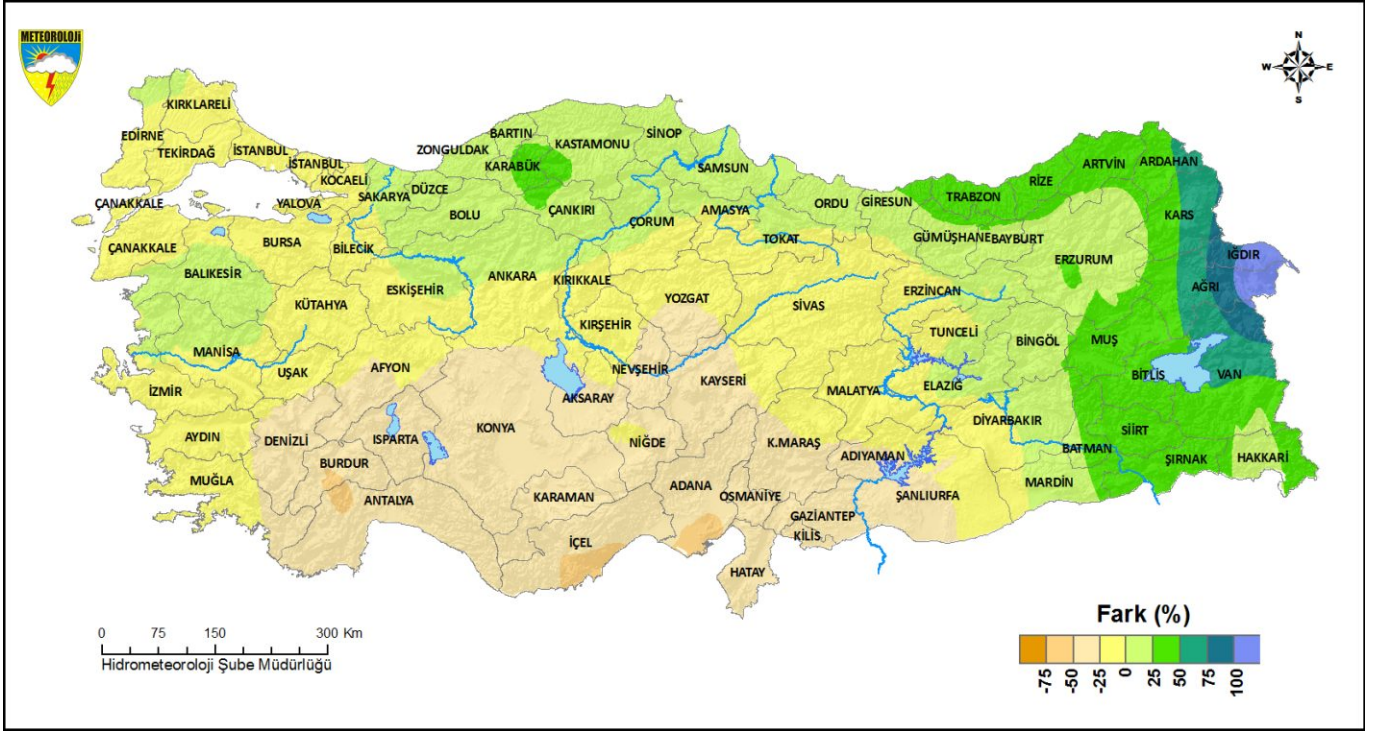 METEOROLOJİ
N
W E
S
KIRKLARELİ
EDİRNE
TEKİRDAĞ
İSTANBUL
İSTANBUL
KOCAELİ
ÇANAKKALE
YALOVA
SAKARYA
DÜZCE
ZONGULDAK
BARTIN
KARABÜK
KASTAMONU
SİNOP
SAMSUN
BOLU
ÇANKIRI
ÇORUM
AMASYA
ORDU
GİRESUN
TRABZON
RİZE
ARTVİN
ARDAHAN
KARS
ÇANAKKALE
BURSA
BİLECİK
TOKAT
GÜMÜŞHANE
BAYBURT
ERZURUM
IĞDIR
BALIKESİR
ESKİŞEHİR
ANKARA
KIRIKKALE
YOZGAT
SİVAS
ERZİNCAN
AĞRI
KÜTAHYA
KIRŞEHİR
TUNCELİ
BİNGÖL
MUŞ
MANİSA
UŞAK
AFYON
NEVŞEHİR
KAYSERİ
MALATYA
ELAZIĞ
BİTLİS
VAN
İZMİR
AKSARAY
DİYARBAKIR
AYDIN
DENİZLİ
ISPARTA
KONYA
NİĞDE
K.MARAŞ
ADIYAMAN
BATMAN
SİİRT
ŞIRNAK
HAKKARİ
MUĞLA
BURDUR
ANTALYA
KARAMAN
ADANA
OSMANİYE
ŞANLIURFA
MARDİN
GAZİANTEP
KİLİS
İÇEL
HATAY
0 75 150 300 Km
Hidrometeoroloji Şube Müdürlüğü
Fark (%)
-75 -50 -25 0 25 50 75 100